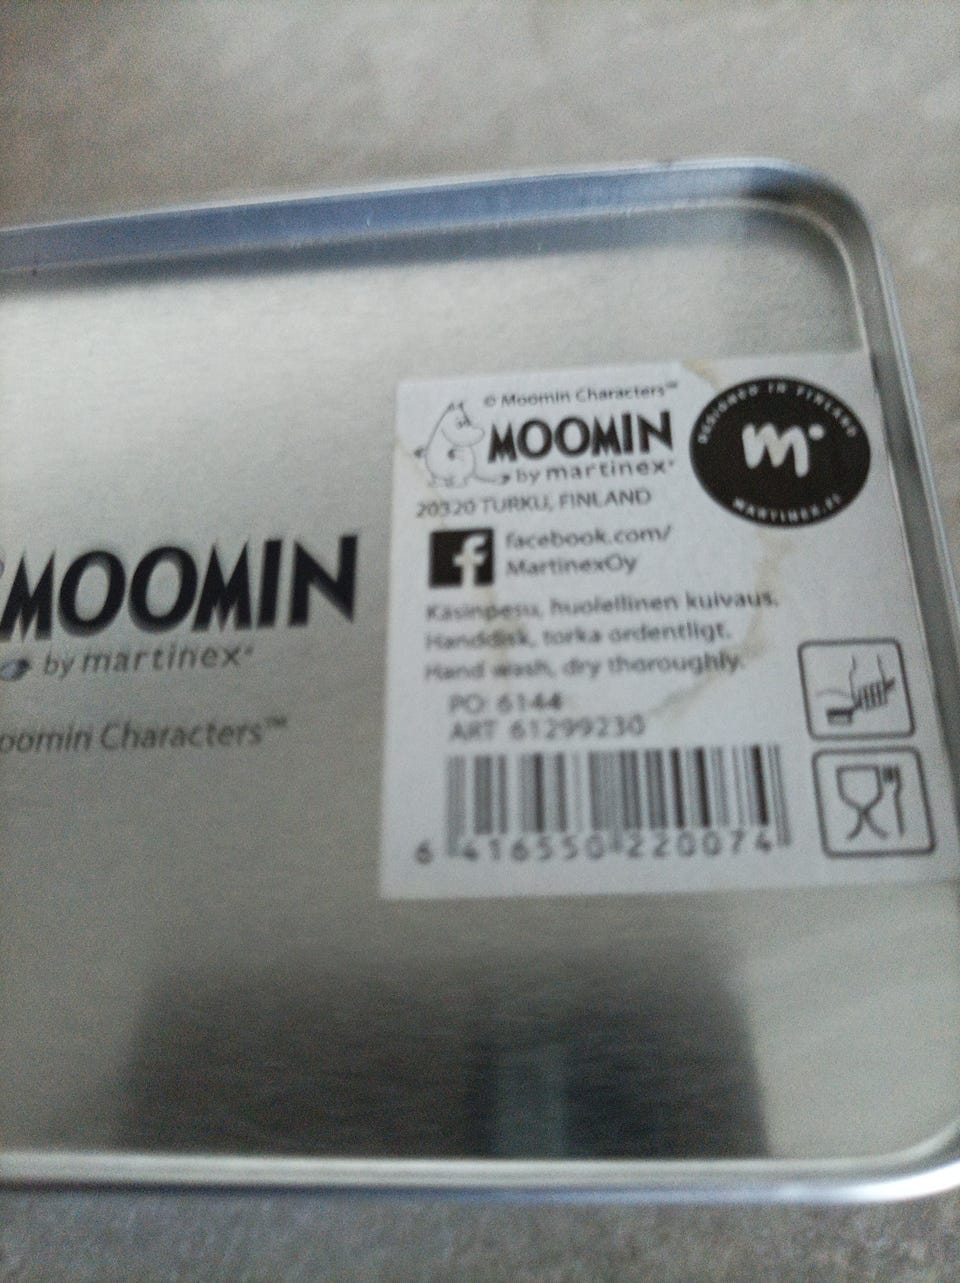 MOOMIN
by martinex
oomin Characters™
© Moomin Characters™
MOOMIN
by martinex
20320 TURKU, FINLAND
facebook.com/
MartinexOy
Käsinpesu, huolellinen kuivaus.
Handdisk, torka ordentligt.
Hand wash, dry thoroughly.
PO: 6144
ART 61299230
6 416550 220074
DESIGNED IN FINLAND
m
MARTINEX.FI